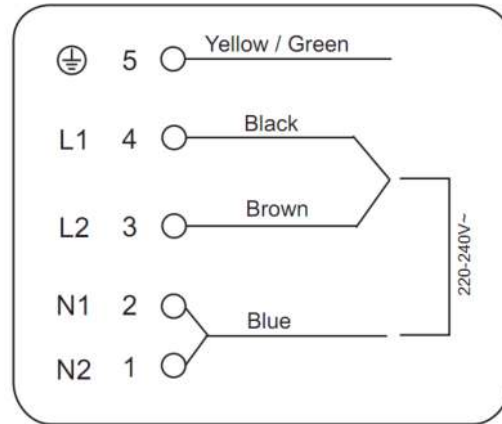 5 Yellow / Green
L1 4 Black
L2 3 Brown
N1 2
Blue
N2 1
220-240V~